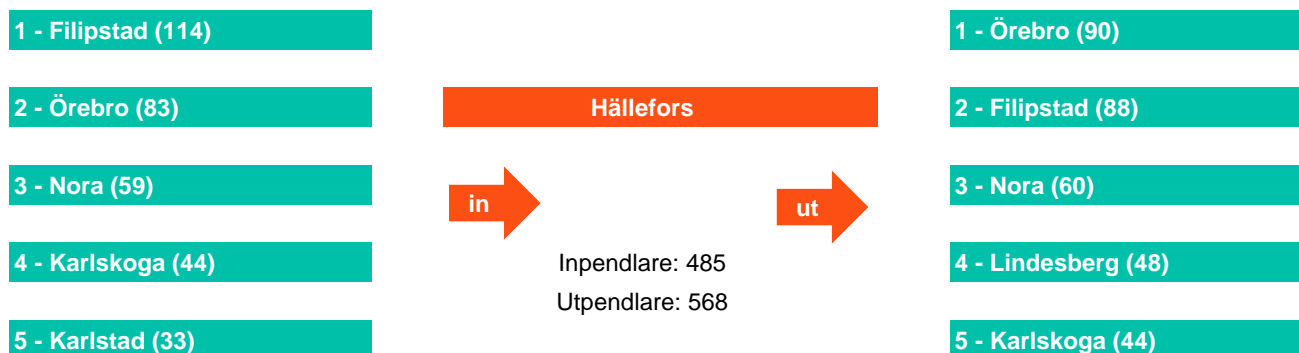 1 - Filipstad (114)
2 - Örebro (83)
3 - Nora (59)
4 - Karlskoga (44)
5 - Karlstad (33)
Hällefors
in
ut
Inpendlare: 485
Utpendlare: 568
1 - Örebro (90)
2 - Filipstad (88)
3 - Nora (60)
4 - Lindesberg (48)
5 - Karlskoga (44)